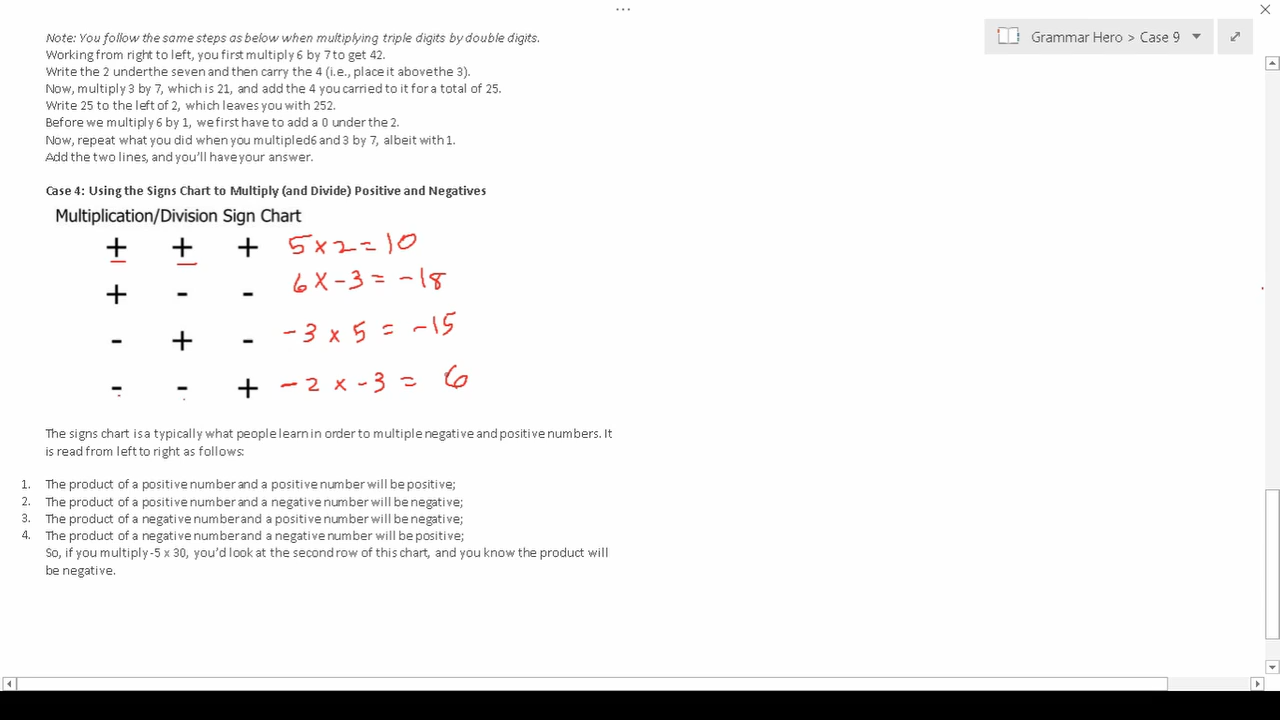 Grammar Hero > Case 9
Note: You follow the same steps as below when multiplying triple digits by double digits.
Working from right to left, you first multiply 6 by 7 to get 42.
Write the 2 underthe seven and then carry the 4 (i.e., place it abovethe 3).
Now, multiply 3 by 7, which is 21, and add the 4 you carried to it for a total of 25.
Write 25 to the left of 2, which leaves you with 252.
Before we multiply 6 by 1, we first have to add a 0 under the 2.
Now, repeat what you did when you multipled6 and 3 by 7, albeit with 1.
Add the two lines, and you'll have your answer.
Case 4: Using the Signs Chart to Multiply (and Divide) Positive and Negatives
Multiplication/Division Sign Chart
+ + + 5 x 2 = 10
+ - - 6 x -3 = -18
- + - -3 x 5 = -15
- - + -2 x -3 = 6
The signs chart is a typically what people learn in order to multiple negative and positive numbers. It
is read from left to right as follows:
1. The product of a positive number and a positive number will be positive;
2. The product of a positive number and a negative number will be negative;
3. The product of a negative number and a positive number will be negative;
4. The product of a negative number and a negative number will be positive;
So, if you multiply -5 x 30, you'd look at the second row of this chart, and you know the product will
be negative.